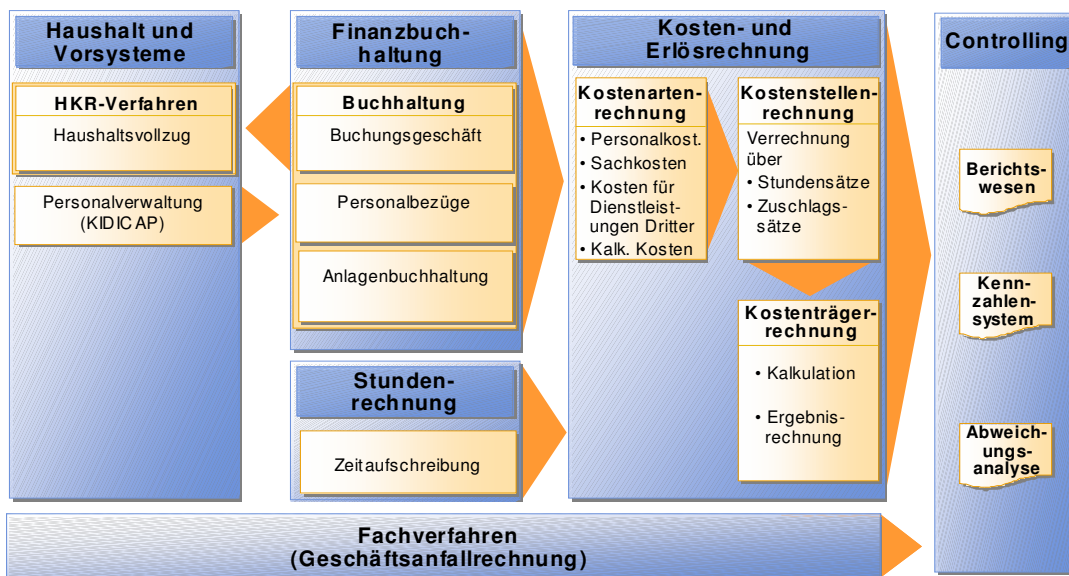 Haushalt und
Vorsysteme
HKR-Verfahren
Haushaltsvollzug
Personalverwaltung
(KIDICAP)
Finanzbuch-
haltung
Buchhaltung
Buchungsgeschäft
Personalbezüge
Anlagenbuchhaltung
Stunden-
rechnung
Zeitaufschreibung
Kosten- und
Erlösrechnung
Kostenarten-
rechnung
• Personalkost.
• Sachkosten
• Kosten für
Dienstleist-
ungen Dritter
• Kalk. Kosten
Kostenstellen-
rechnung
Verrechnung
über
• Stundensätze
• Zuschlags-
sätze
Kostenträger-
rechnung
• Kalkulation
• Ergebnis-
rechnung
Controlling
Berichts-
wesen
Kenn-
zahlen-
system
Abweich-
ungs-
analyse
Fachverfahren
(Geschäftsanfallrechnung)